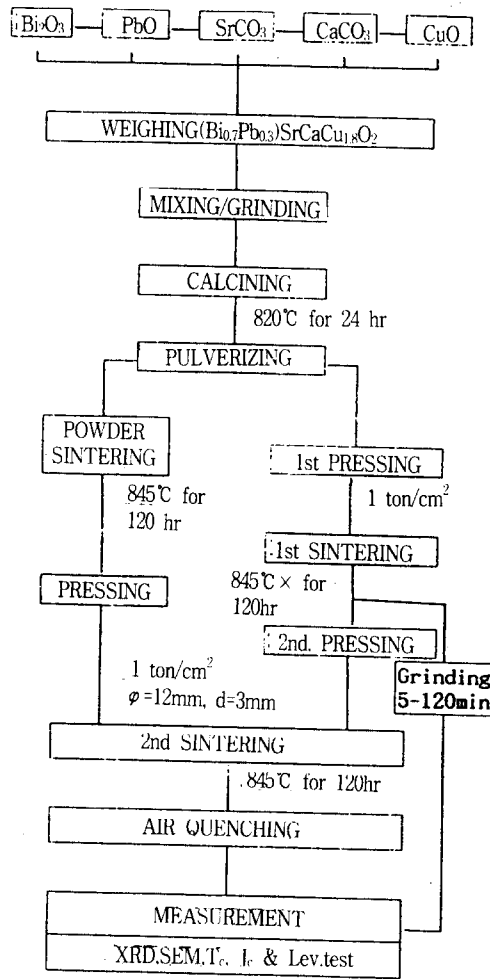 Bi₂O₃ PbO SrCO₃ CaCO₃ CuO
WEIGHING(Bi₀.₇Pb₀.₃)SrCaCu₁.₈O₂
MIXING/GRINDING
CALCINING
820℃ for 24 hr
PULVERIZING
POWDER
SINTERING
845℃ for
120 hr
PRESSING
1 ton/cm²
φ=12mm, d=3mm
1st PRESSING
1 ton/cm²
1st SINTERING
845℃× for
120hr
2nd. PRESSING
Grinding
5-120min
2nd SINTERING
845℃ for 120hr
AIR QUENCHING
MEASUREMENT
XRD,SEM,Tc, Jc & Lev.test